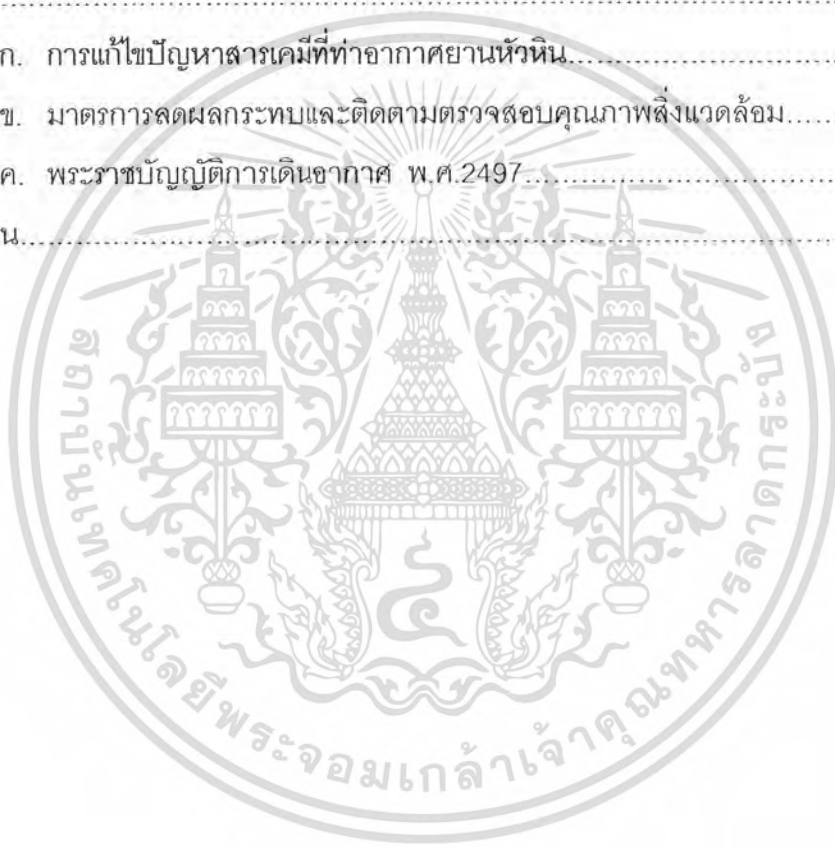 ก. การแก้ไขปัญหาสารเคมีที่ท่าอากาศยานหัวหิน
ข. มาตรการลดผลกระทบและติดตามตรวจสอบคุณภาพสิ่งแวดล้อม
ค. พระราชบัญญัติการเดินอากาศ พ.ศ.2497
น
๔
สถาบันเทคโนโลยีพระจอมเกล้าเจ้าคุณทหารลาดกระบัง